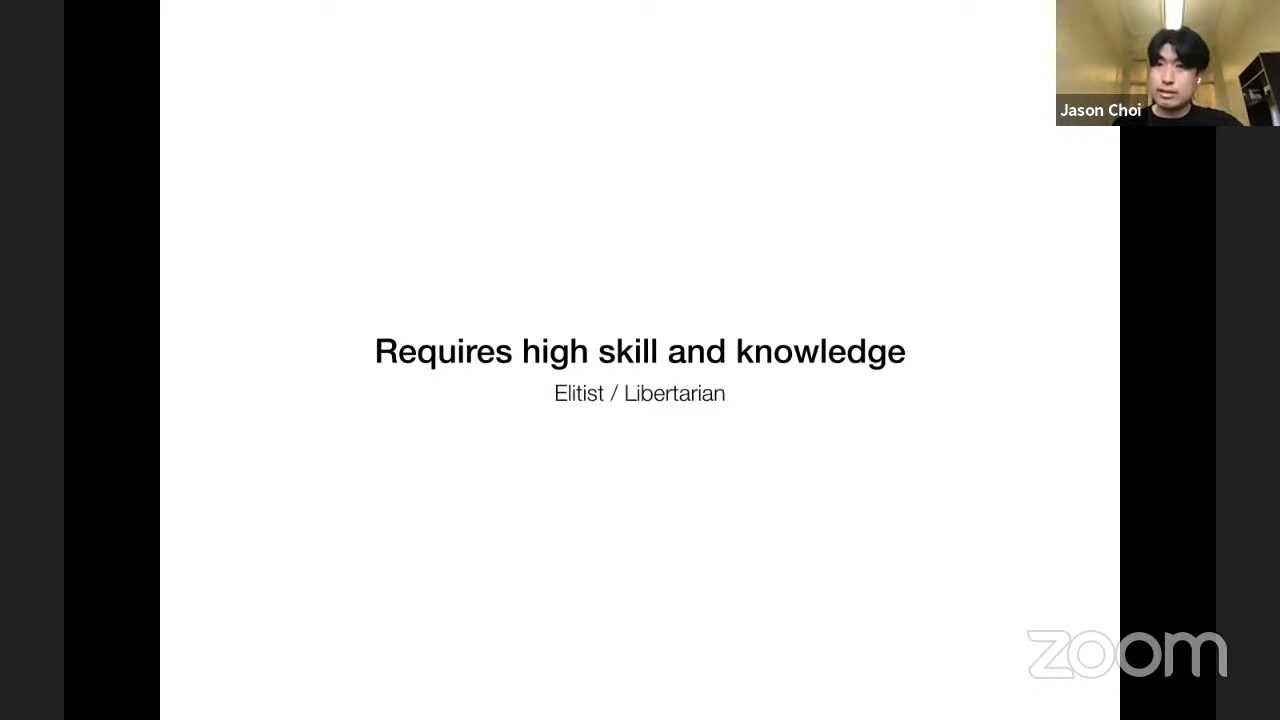 Jason Choi
Requires high skill and knowledge
Elitist / Libertarian
zoom